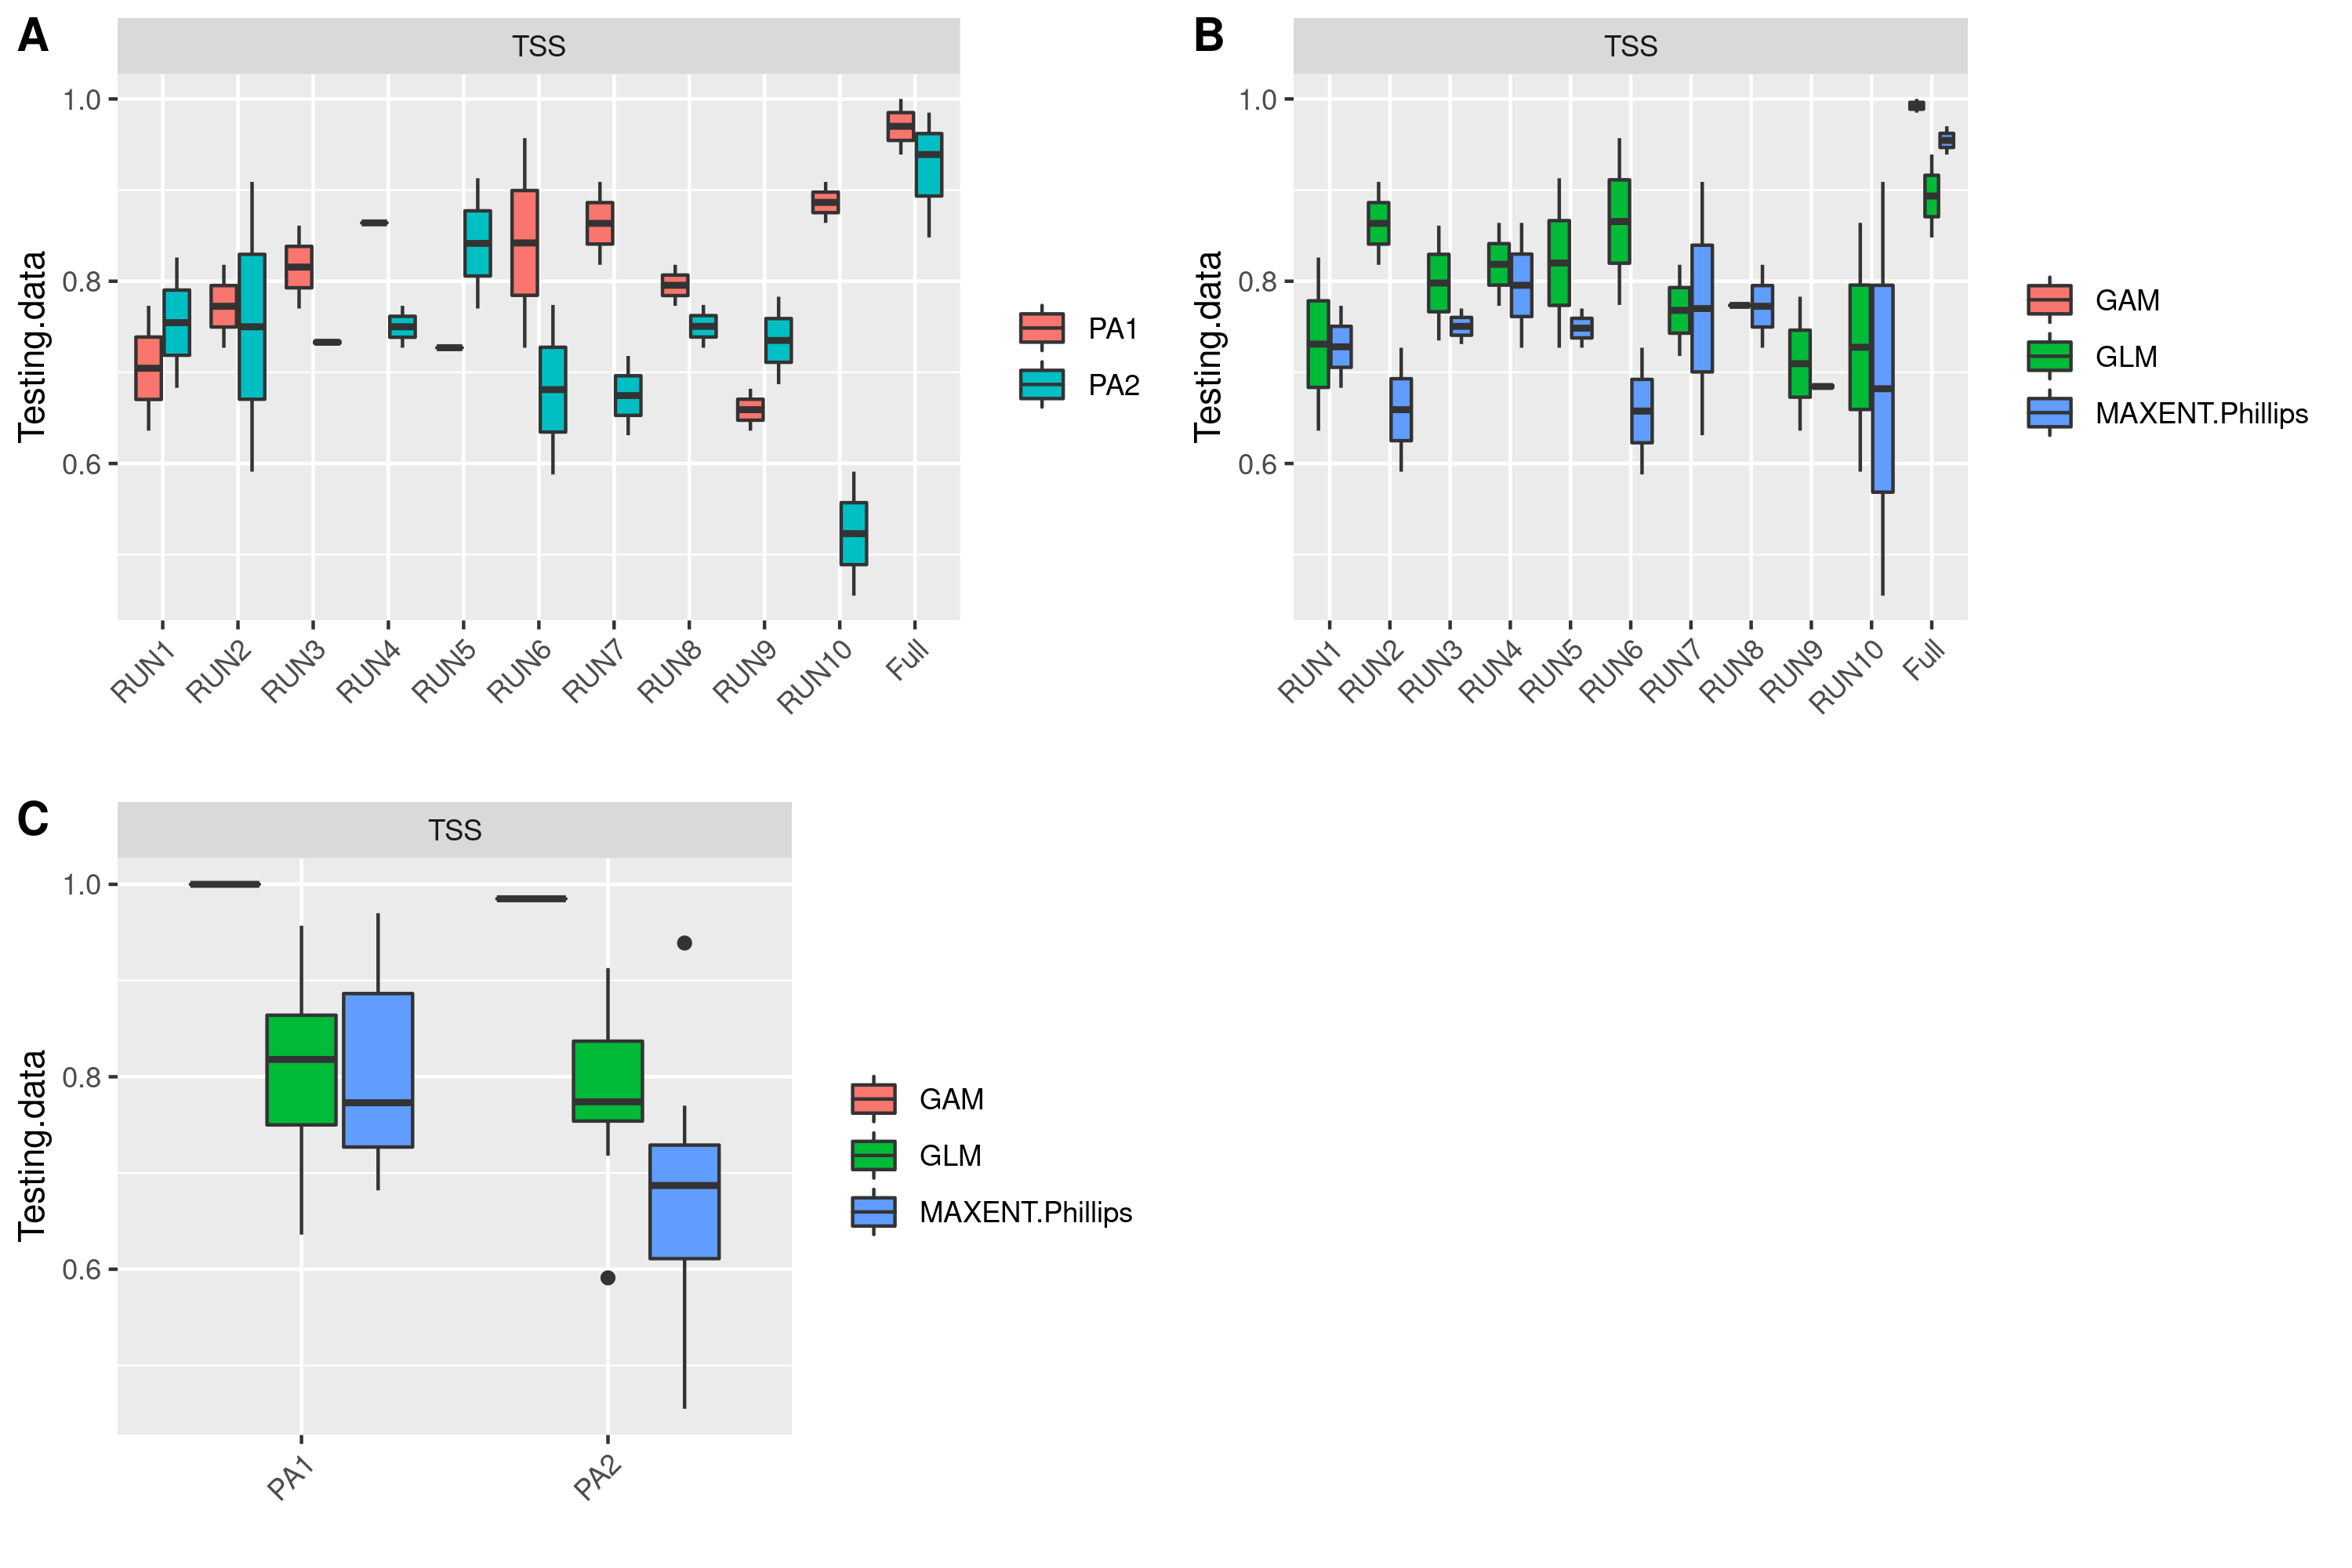 A
TSS
Testing.data
1.0
0.8
0.6
RUN1
RUN2
RUN3
RUN4
RUN5
RUN6
RUN7
RUN8
RUN9
RUN10
Full
PA1
PA2
B
TSS
Testing.data
1.0
0.8
0.6
RUN1
RUN2
RUN3
RUN4
RUN5
RUN6
RUN7
RUN8
RUN9
RUN10
Full
GAM
GLM
MAXENT.Phillips
C
TSS
Testing.data
1.0
0.8
0.6
PA1
PA2
GAM
GLM
MAXENT.Phillips